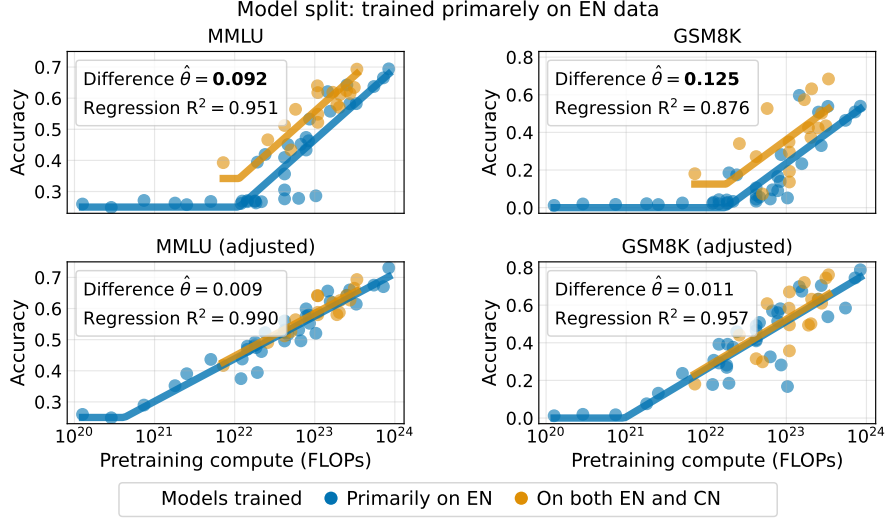 Model split: trained primarely on EN data
MMLU
GSM8K
Difference θ̂ = 0.092
Regression R² = 0.951
Difference θ̂ = 0.125
Regression R² = 0.876
Accuracy
0.7
0.6
0.5
0.4
0.3
Accuracy
0.8
0.6
0.4
0.2
0.0
MMLU (adjusted)
GSM8K (adjusted)
Difference θ̂ = 0.009
Regression R² = 0.990
Difference θ̂ = 0.011
Regression R² = 0.957
Accuracy
0.7
0.6
0.5
0.4
0.3
Accuracy
0.8
0.6
0.4
0.2
0.0
10²⁰ 10²¹ 10²² 10²³ 10²⁴
10²⁰ 10²¹ 10²² 10²³ 10²⁴
Pretraining compute (FLOPs)
Pretraining compute (FLOPs)
Models trained Primarily on EN On both EN and CN